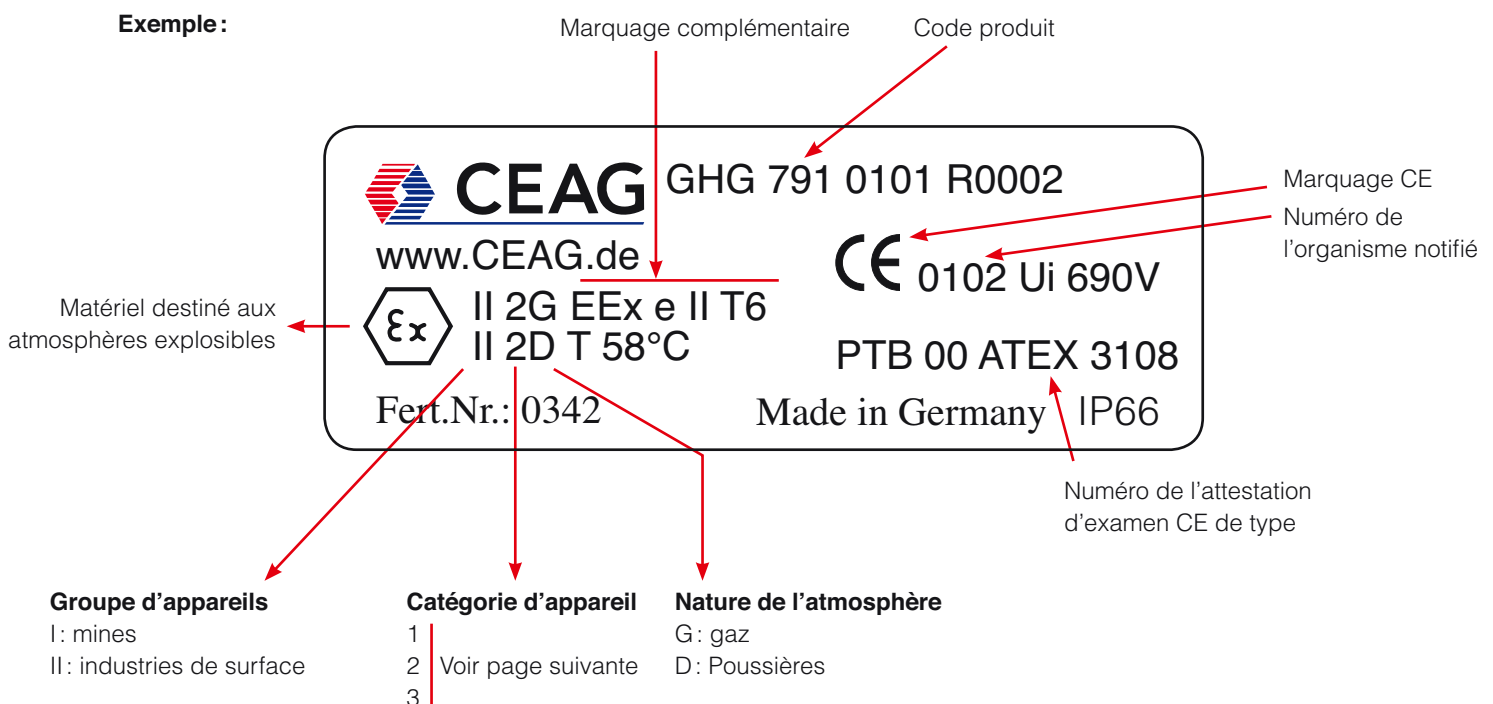 Exemple :
Marquage complémentaire
Code produit
CEAG
GHG 791 0101 R0002
www.CEAG.de
CE 0102 Ui 690V
Marquage CE
Numéro de
l'organisme notifié
Matériel destiné aux
atmosphères explosibles
Ex
II 2G EEx e II T6
II 2D T 58°C
PTB 00 ATEX 3108
Fert.Nr.: 0342
Made in Germany IP66
Numéro de l'attestation
d'examen CE de type
Groupe d'appareils
I : mines
II : industries de surface
Catégorie d'appareil
1
2 Voir page suivante
3
Nature de l'atmosphère
G : gaz
D : Poussières